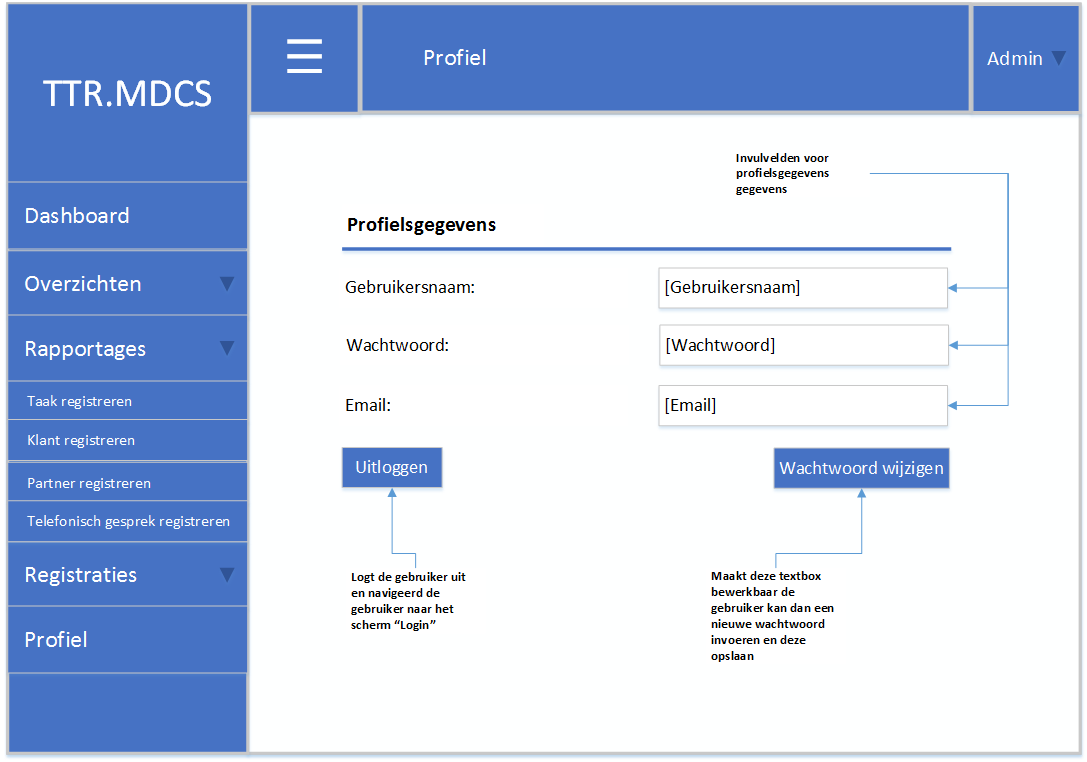 TTR.MDCS
Profiel
Admin
Dashboard
Overzichten
Rapportages
Taak registreren
Klant registreren
Partner registreren
Telefonisch gesprek registreren
Registraties
Profiel
Invulvelden voor
profielsgegevens
gegevens
Profielsgegevens
Gebruikersnaam:
[Gebruikersnaam]
Wachtwoord:
[Wachtwoord]
Email:
[Email]
Uitloggen
Wachtwoord wijzigen
Logt de gebruiker uit
en navigeerd de
gebruiker naar het
scherm “Login”
Maakt deze textbox
bewerkbaar de
gebruiker kan dan een
nieuwe wachtwoord
invoeren en deze
opslaan